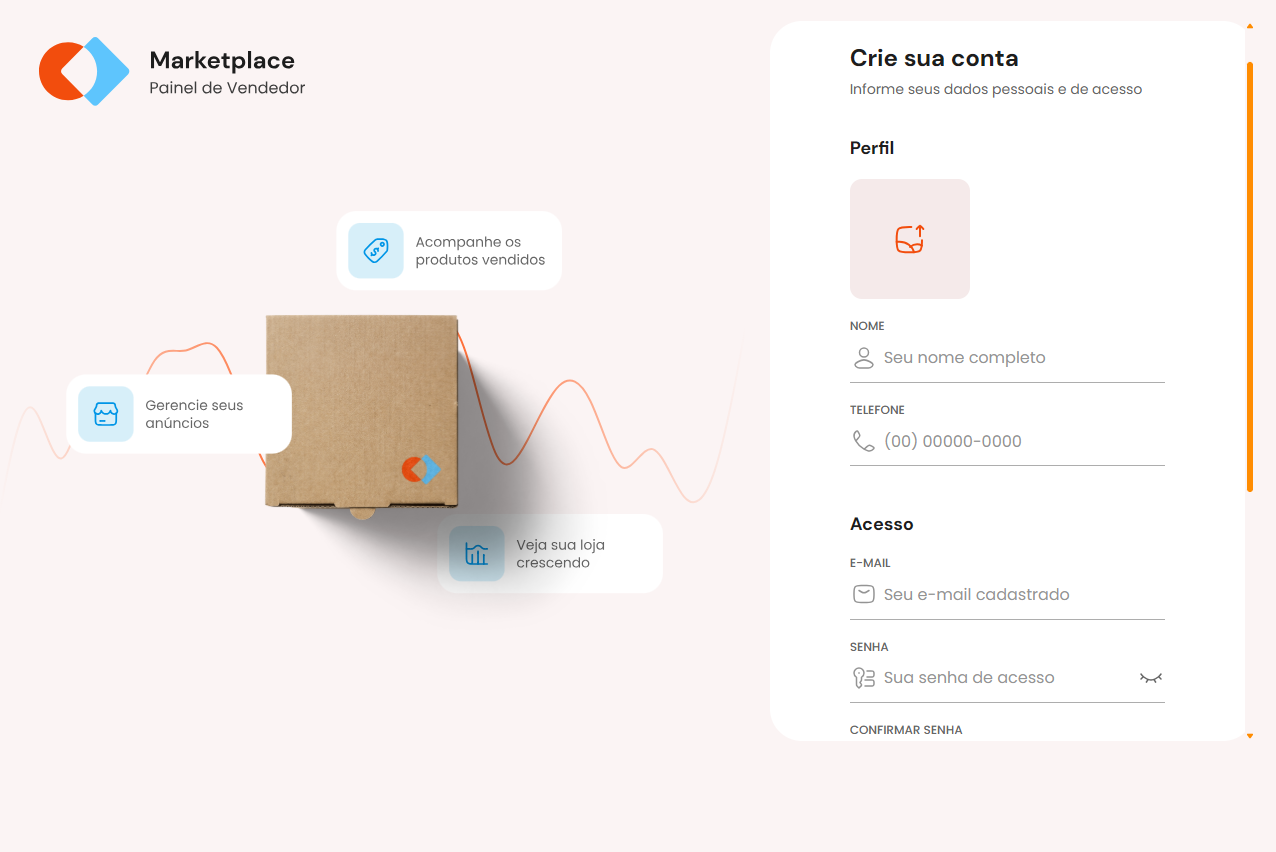 Marketplace
Painel de Vendedor
Acompanhe os
produtos vendidos
Gerencie seus
anúncios
Veja sua loja
crescendo
Crie sua conta
Informe seus dados pessoais e de acesso
Perfil
NOME
Seu nome completo
TELEFONE
(00) 00000-0000
Acesso
E-MAIL
Seu e-mail cadastrado
SENHA
Sua senha de acesso
CONFIRMAR SENHA